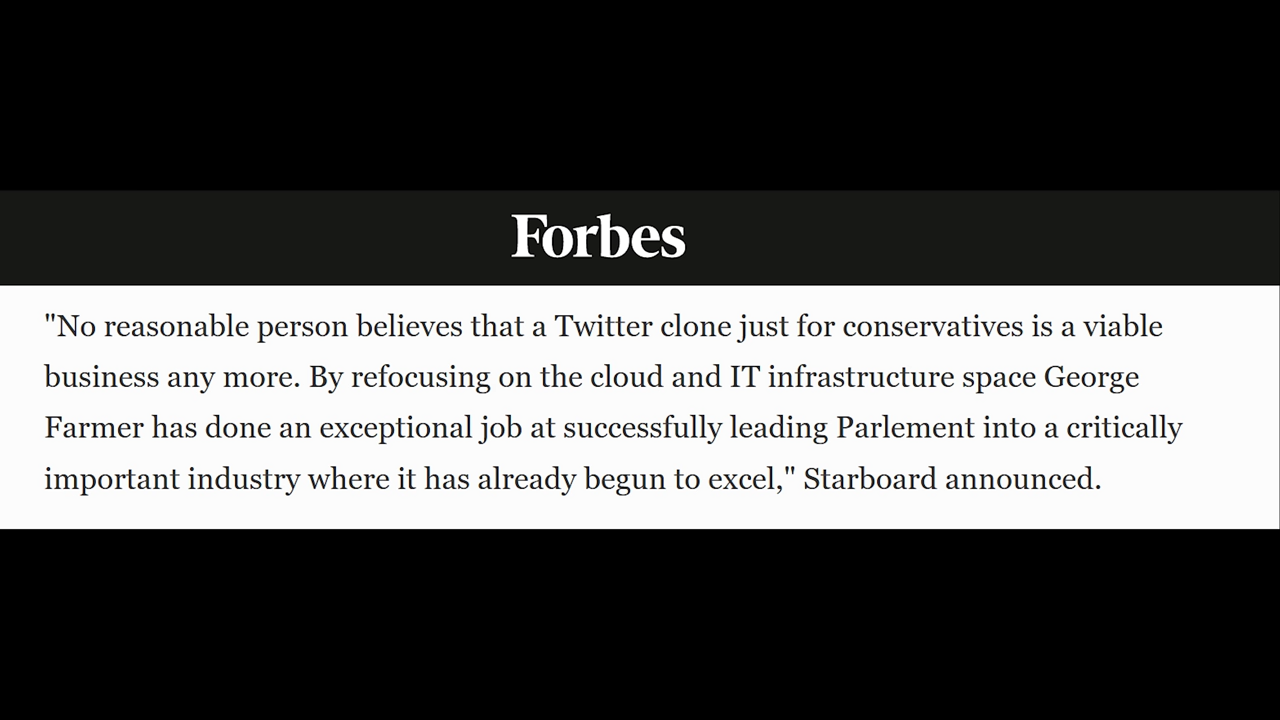 Forbes
"No reasonable person believes that a Twitter clone just for conservatives is a viable
business any more. By refocusing on the cloud and IT infrastructure space George
Farmer has done an exceptional job at successfully leading Parlement into a critically
important industry where it has already begun to excel," Starboard announced.